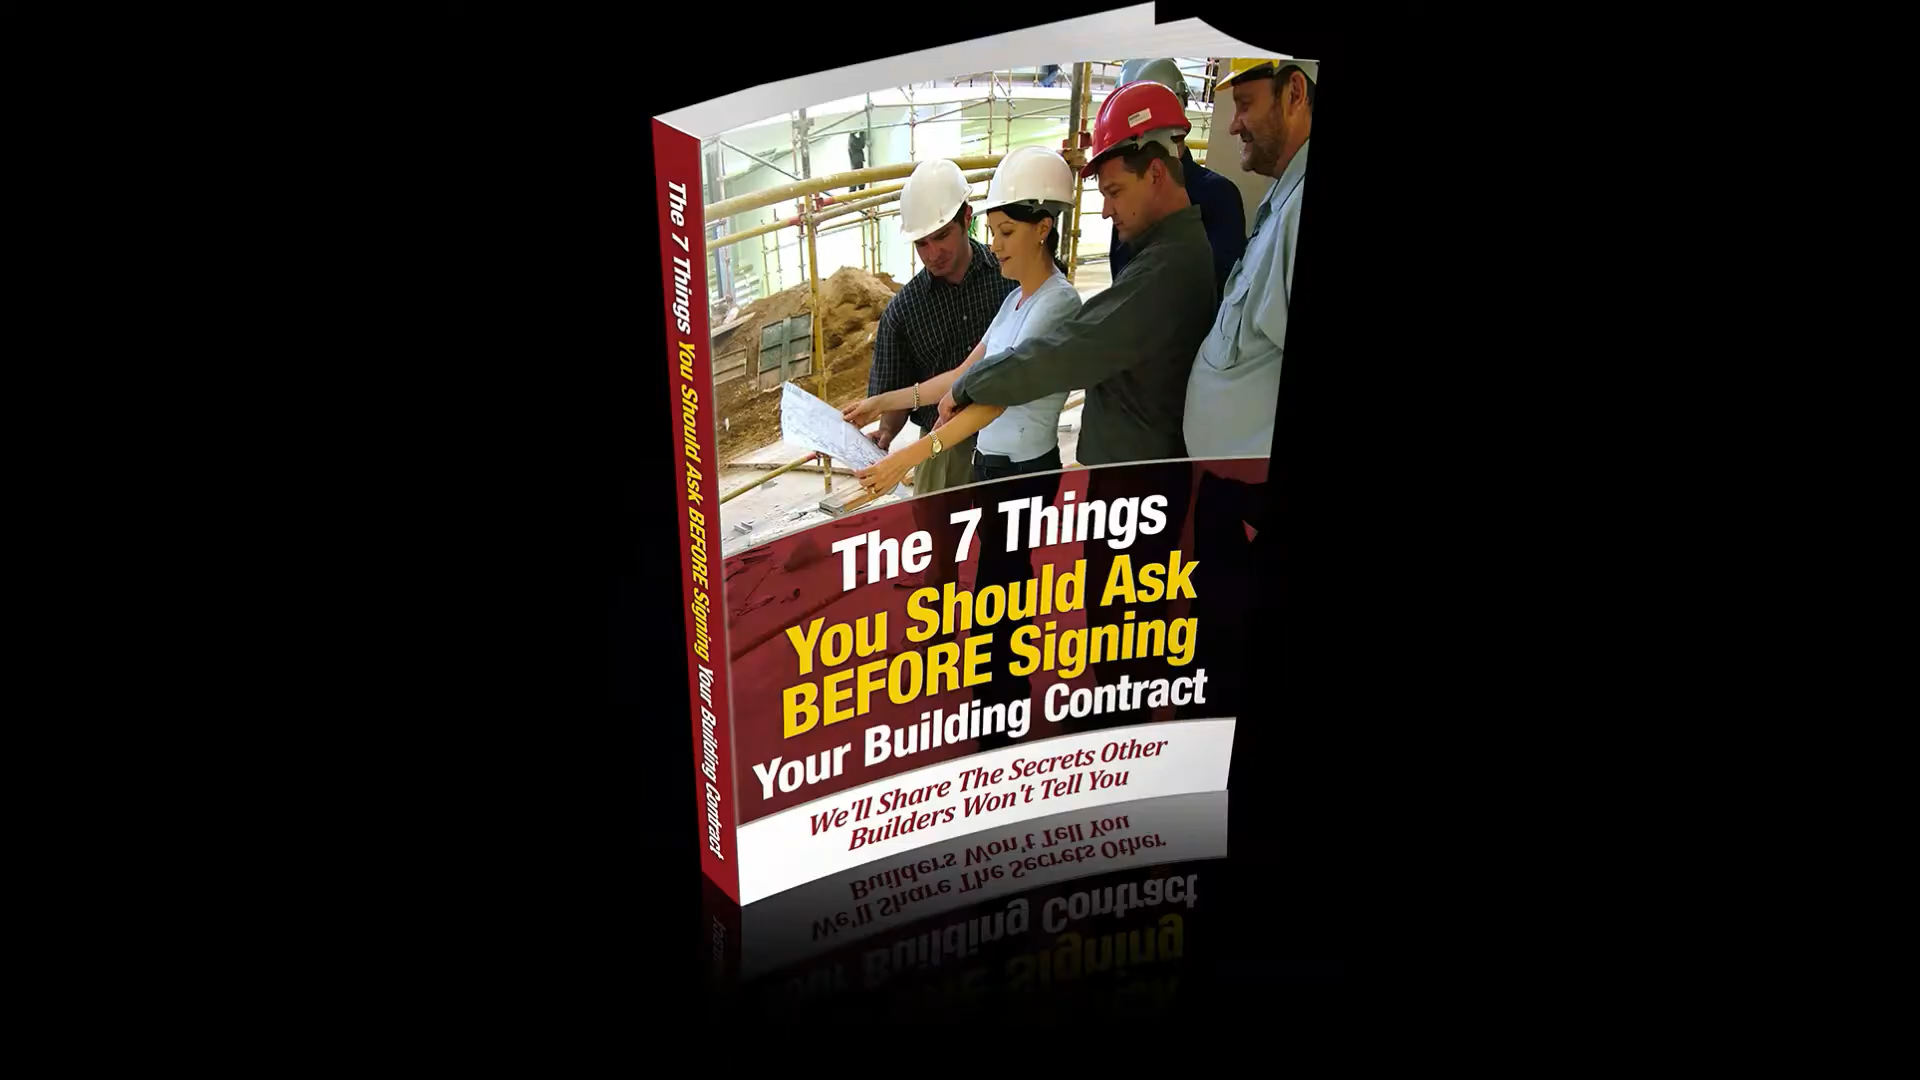 The 7 Things You Should Ask BEFORE Signing Your Building Contract
The 7 Things
You Should Ask
BEFORE Signing
Your Building Contract
We'll Share The Secrets Other
Builders Won't Tell You